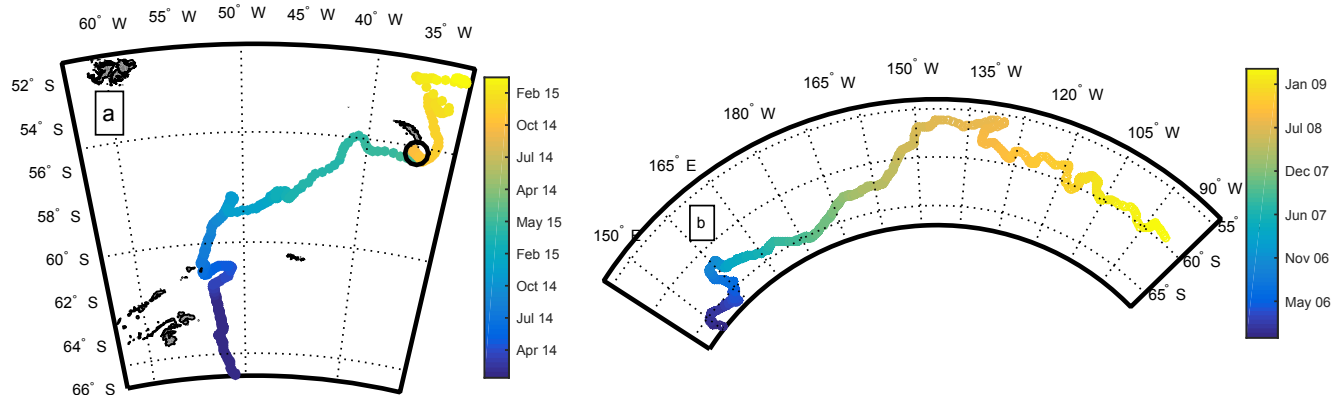 60° W 55° W 50° W 45° W 40° W 35° W
52° S
54° S
56° S
58° S
60° S
62° S
64° S
66° S
a
Feb 15
Oct 14
Jul 14
Apr 14
May 15
Feb 15
Oct 14
Jul 14
Apr 14
150° E
165° E
180° W
165° W
150° W
135° W
120° W
105° W
90° W
55°
60° S
65° S
b
Jan 09
Jul 08
Dec 07
Jun 07
Nov 06
May 06